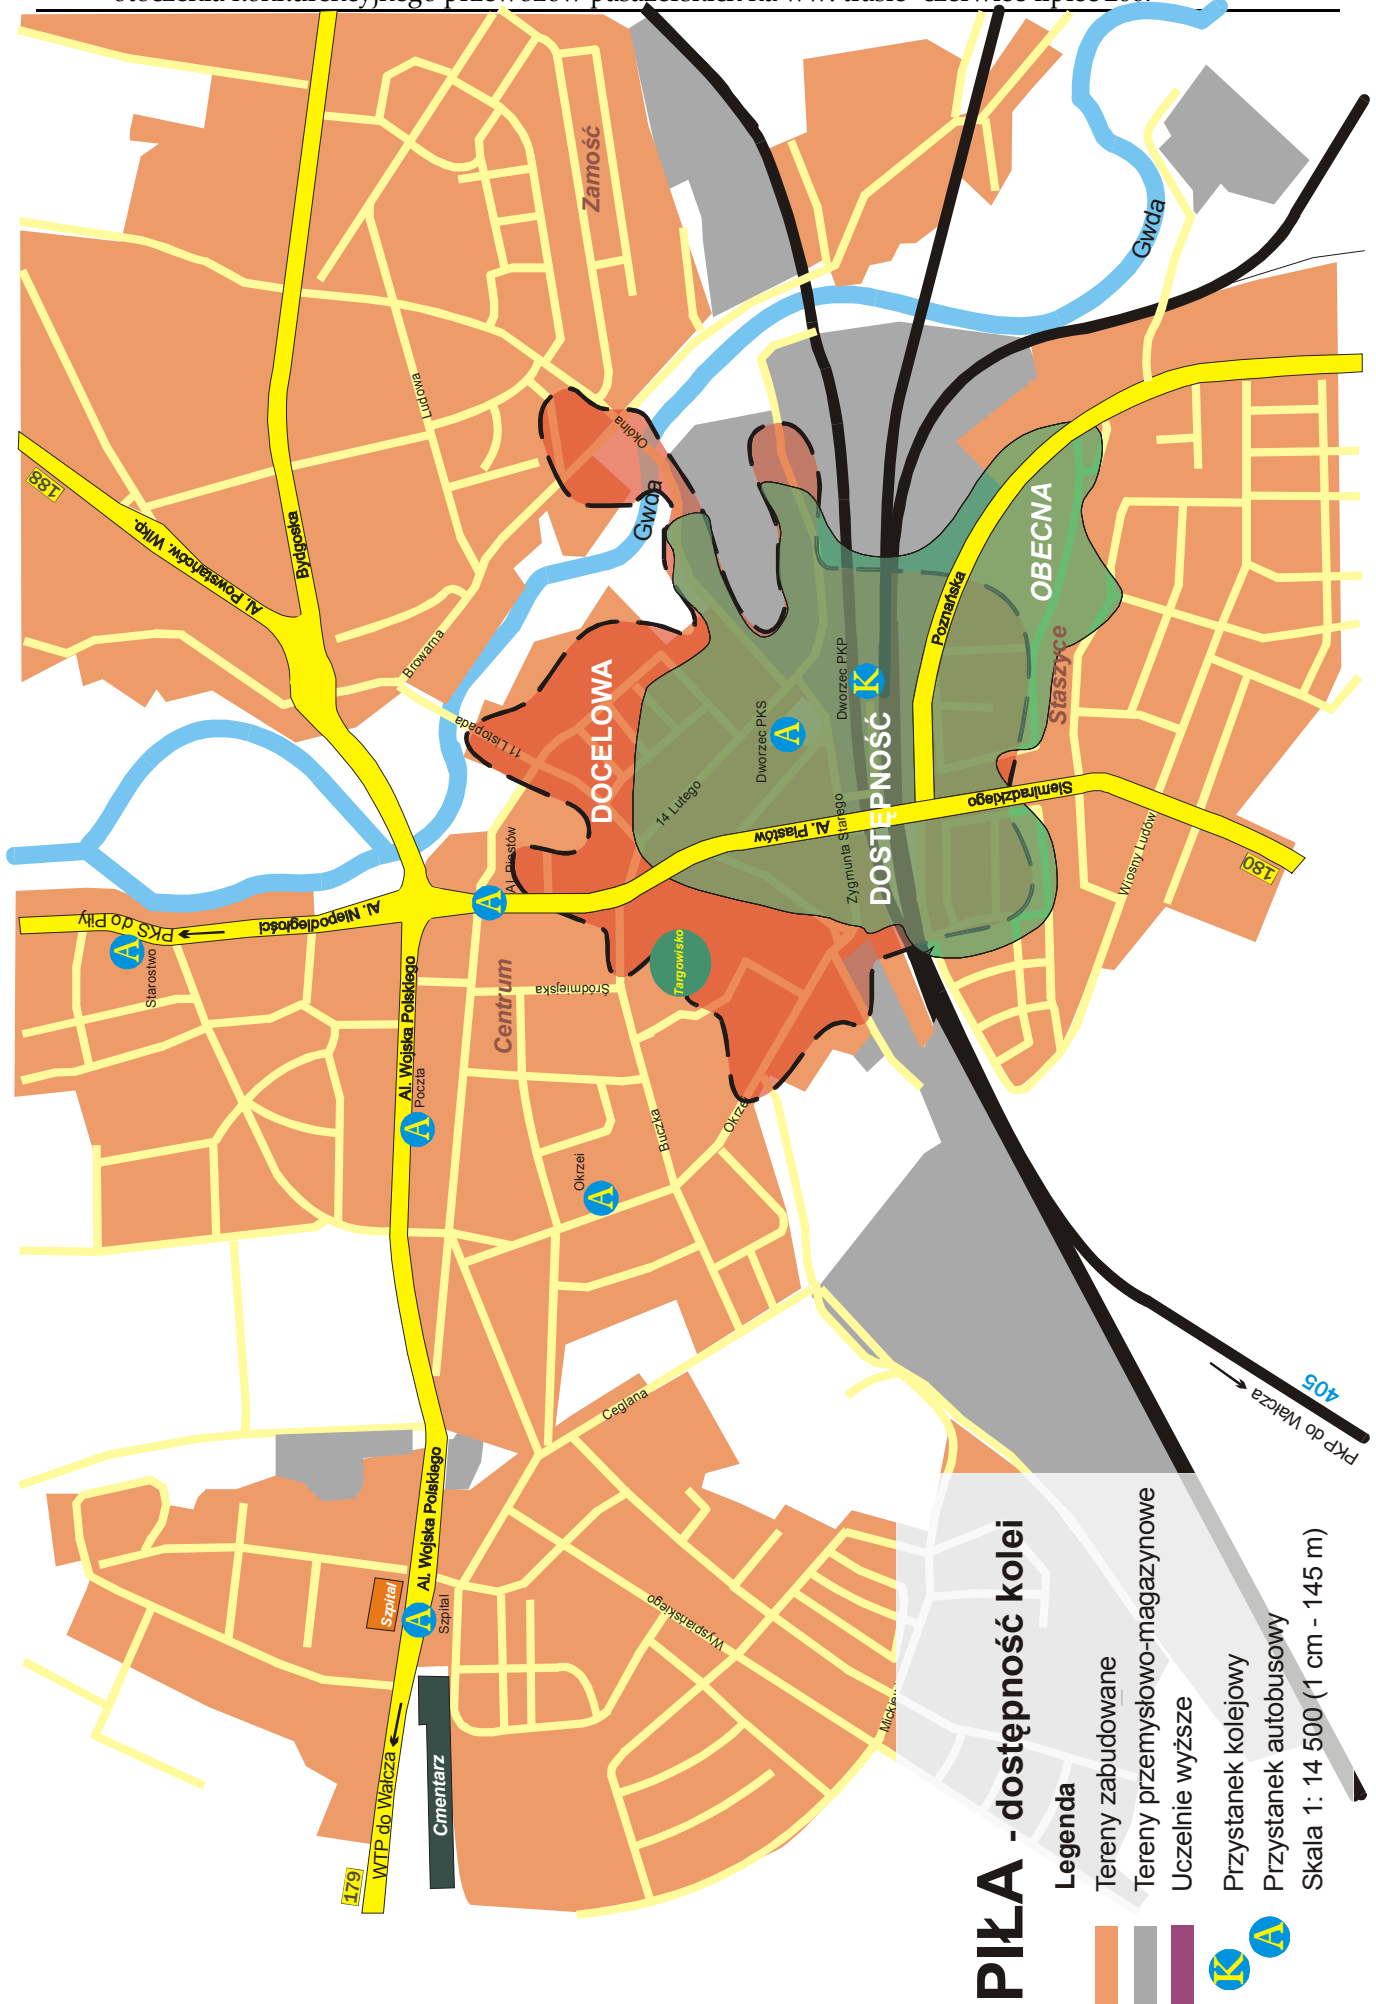 188
Al. Powstańców. Wlkp.
Bydgoska
Ludowa
Zamość
Okólna
Gwda
Gwda
Browarna
11 Listopada
DOCELOWA
14 Lutego
Dworzec PKS
A
Dworzec PKP
K
DOSTĘPNOŚĆ
OBECNA
Poznańska
Staszyce
Siemiradzkiego
Al. Piastów
Zygmunta Starego
Wiosny Ludów
180
PKS do Piły
A
Starostwo
Al. Niepodległości
A
Al. Piastów
Centrum
Śródmiejska
Targowisko
Al. Wojska Polskiego
Poczta
A
Buczka
Okrzei
Okrzei
A
Ceglana
Al. Wojska Polskiego
Szpital
A
Szpital
Wyspiańskiego
Cmentarz
WTP do Wałcza
179
PKP do Wałcza
405
PIŁA - dostępność kolei
Legenda
Tereny zabudowane
Tereny przemysłowo-magazynowe
Uczelnie wyższe
K Przystanek kolejowy
A Przystanek autobusowy
Skala 1: 14 500 (1 cm - 145 m)